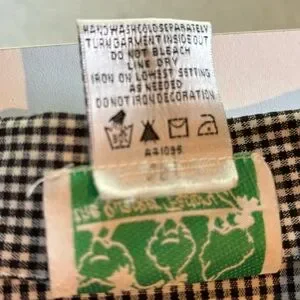 HAND WASH COLD SEPARATELY
TURN GARMENT INSIDE OUT
DO NOT BLEACH
LINE DRY
IRON ON LOWEST SETTING
AS NEEDED
DO NOT IRON DECORATION